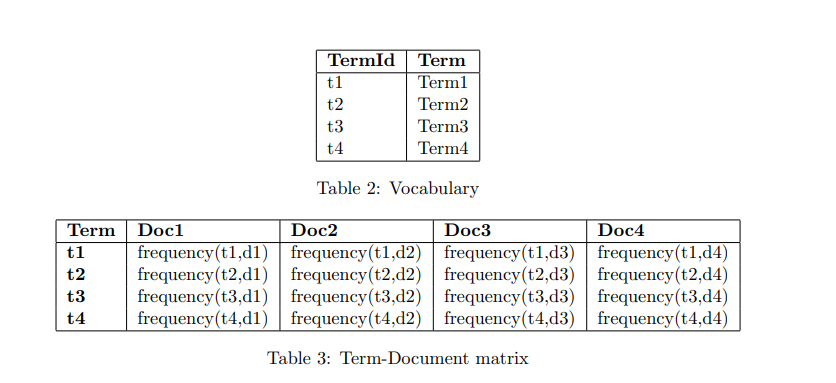 TermId Term
t1 Term1
t2 Term2
t3 Term3
t4 Term4
Table 2: Vocabulary
Term Doc1 Doc2 Doc3 Doc4
t1 frequency(t1,d1) frequency(t1,d2) frequency(t1,d3) frequency(t1,d4)
t2 frequency(t2,d1) frequency(t2,d2) frequency(t2,d3) frequency(t2,d4)
t3 frequency(t3,d1) frequency(t3,d2) frequency(t3,d3) frequency(t3,d4)
t4 frequency(t4,d1) frequency(t4,d2) frequency(t4,d3) frequency(t4,d4)
Table 3: Term-Document matrix